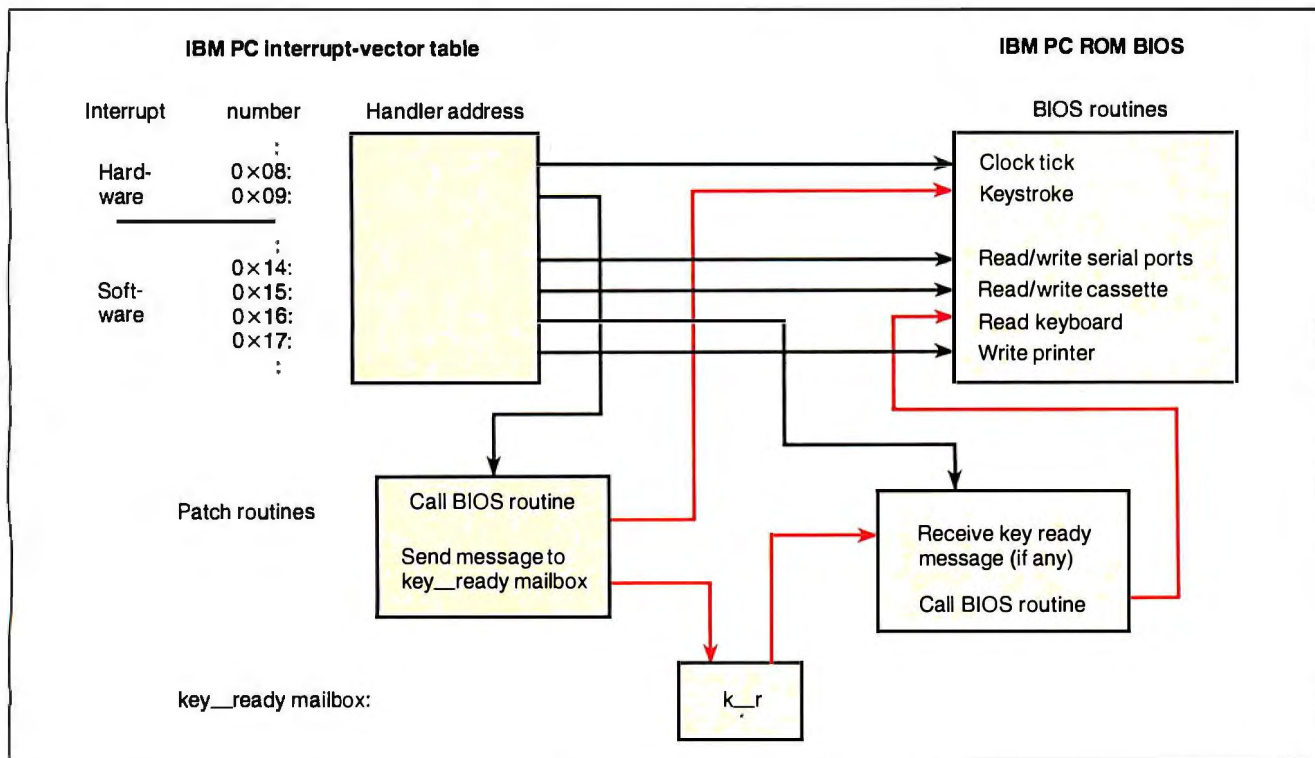 IBM PC interrupt-vector table
IBM PC ROM BIOS
Interrupt number Handler address
BIOS routines
:
Hard- 0×08:
ware 0×09:
:
0×14:
Soft- 0×15:
ware 0×16:
0×17:
:
Clock tick
Keystroke
Read/write serial ports
Read/write cassette
Read keyboard
Write printer
Patch routines
Call BIOS routine
Send message to
key__ready mailbox
Receive key ready
message (if any)
Call BIOS routine
key__ready mailbox:
k__r